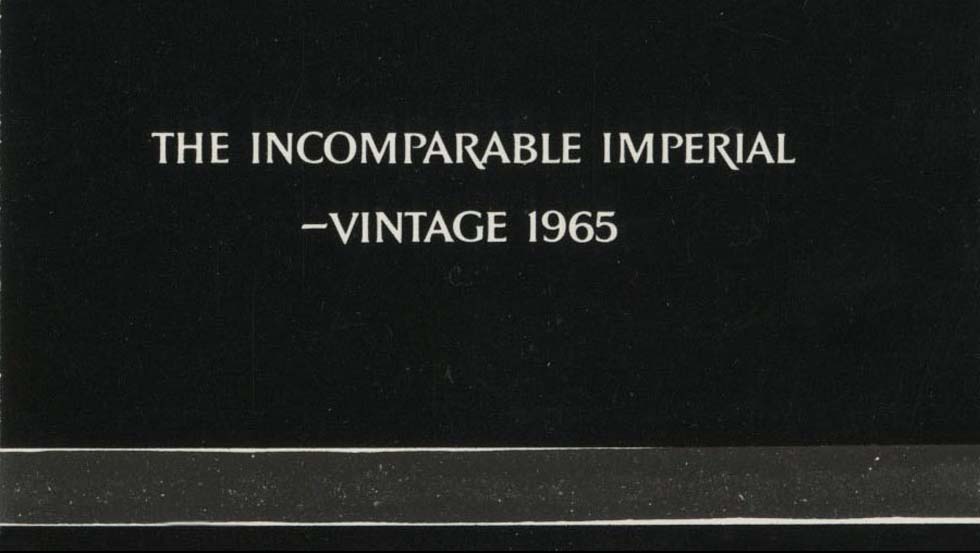 THE INCOMPARABLE IMPERIAL
–VINTAGE 1965